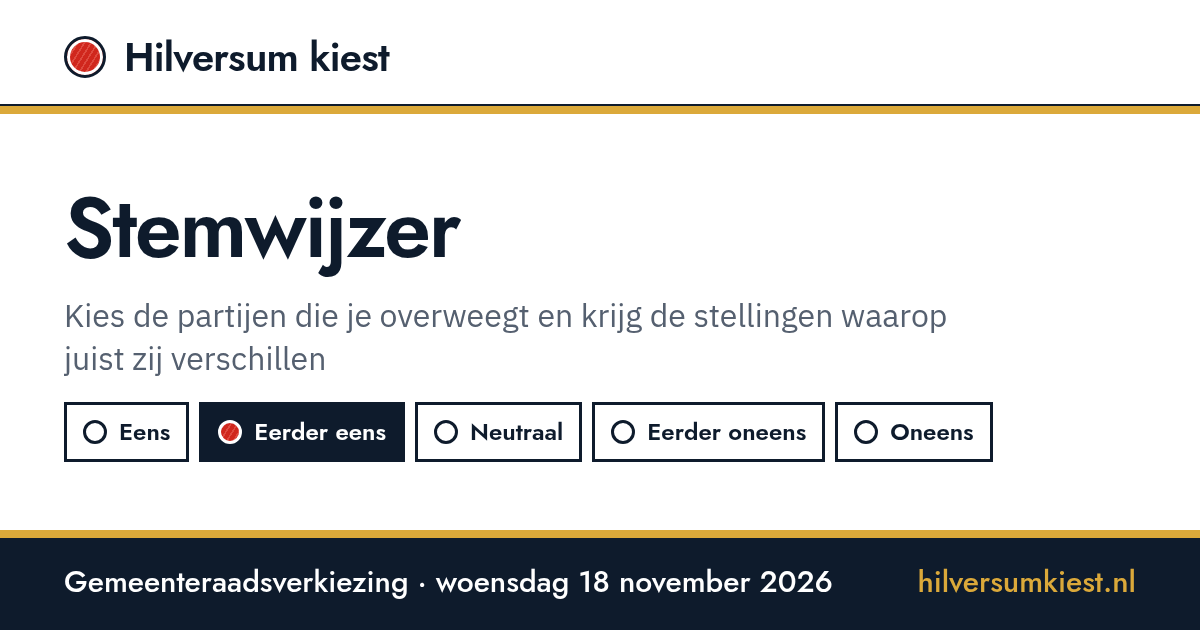 Hilversum kiest
Stemwijzer
Kies de partijen die je overweegt en krijg de stellingen waarop
juist zij verschillen
Eens Eerder eens Neutraal Eerder oneens Oneens
Gemeenteraadsverkiezing · woensdag 18 november 2026 hilversumkiest.nl